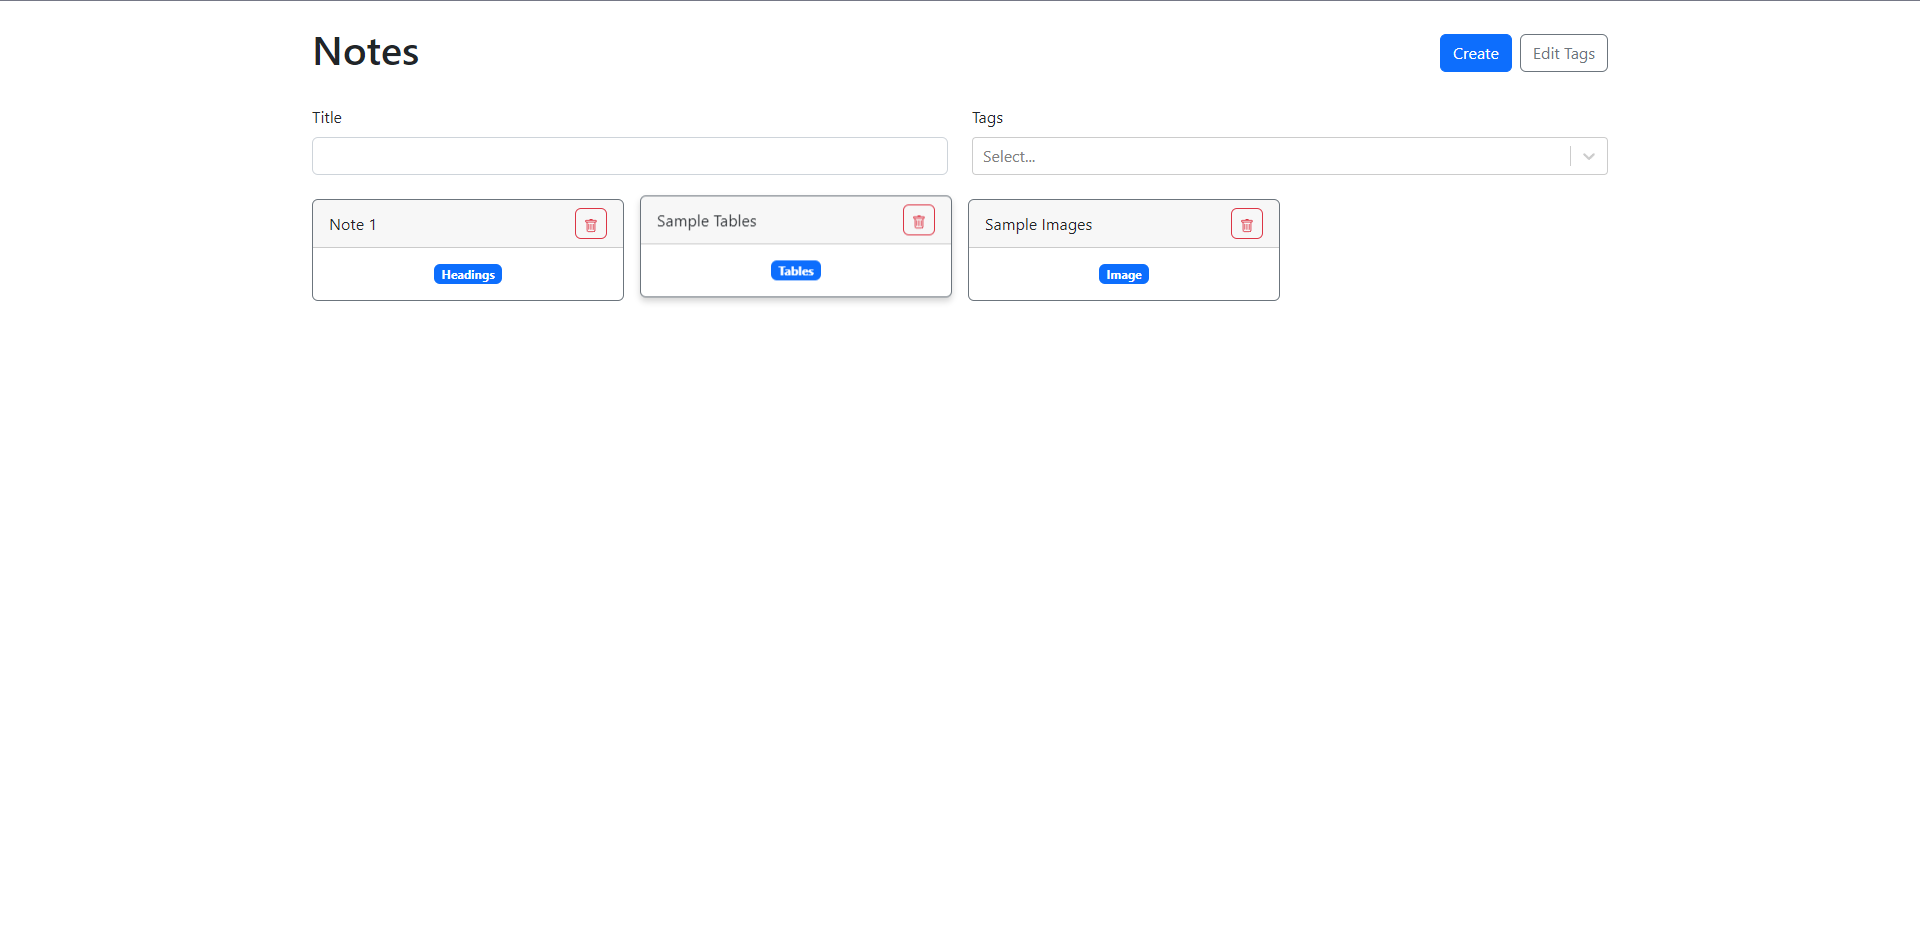 Notes
Create
Edit Tags
Title
Tags
Select...
Note 1
Sample Tables
Sample Images
Headings
Tables
Image